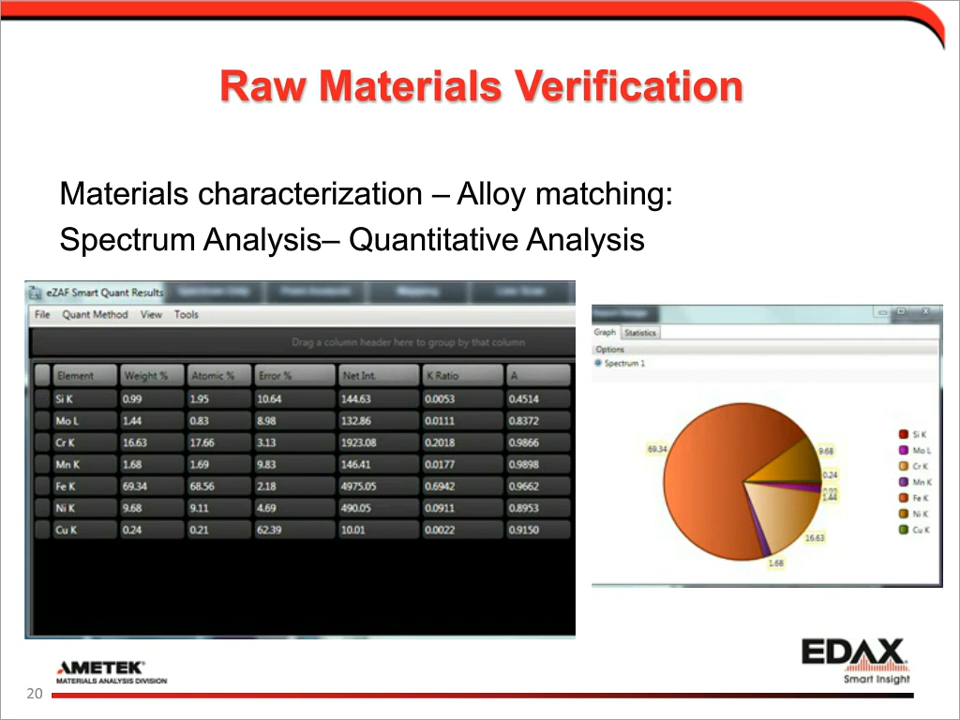 Raw Materials Verification
Materials characterization – Alloy matching:
Spectrum Analysis– Quantitative Analysis
eZAF Smart Quant Results
File Quant Method View Tools
Drag a column header here to group by that column
Element Weight % Atomic % Error % Net Int. K Ratio A
Si K 0.99 1.95 10.64 144.63 0.0053 0.4514
Mo L 1.44 0.83 8.98 132.86 0.0111 0.8372
Cr K 16.63 17.66 3.13 1923.08 0.2018 0.9866
Mn K 1.68 1.69 9.83 146.41 0.0177 0.9898
Fe K 69.34 68.56 2.18 4975.05 0.6942 0.9662
Ni K 9.68 9.11 4.69 490.05 0.0911 0.8953
Cu K 0.24 0.21 62.39 10.01 0.0022 0.9150
Graph Statistics
Options
Spectrum 1
69.34
9.68
0.24
1.44
16.63
1.68
Si K
Mo L
Cr K
Mn K
Fe K
Ni K
Cu K
AMETEK®
MATERIALS ANALYSIS DIVISION
EDAX
Smart Insight
20